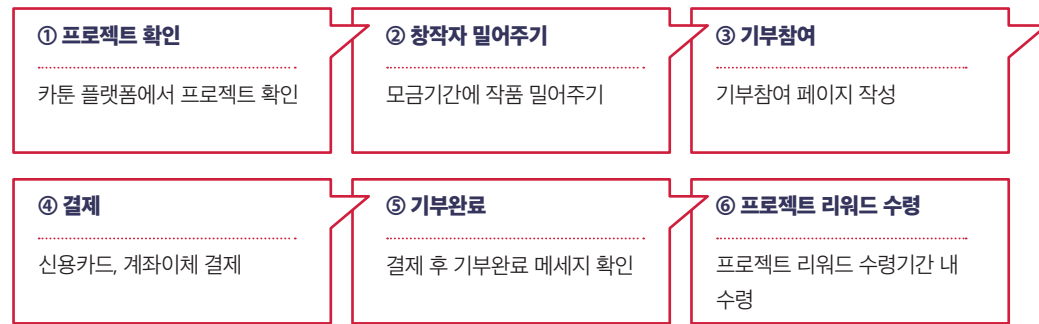 ① 프로젝트 확인
카툰 플랫폼에서 프로젝트 확인
② 창작자 밀어주기
모금기간에 작품 밀어주기
③ 기부참여
기부참여 페이지 작성
④ 결제
신용카드, 계좌이체 결제
⑤ 기부완료
결제 후 기부완료 메세지 확인
⑥ 프로젝트 리워드 수령
프로젝트 리워드 수령기간 내
수령